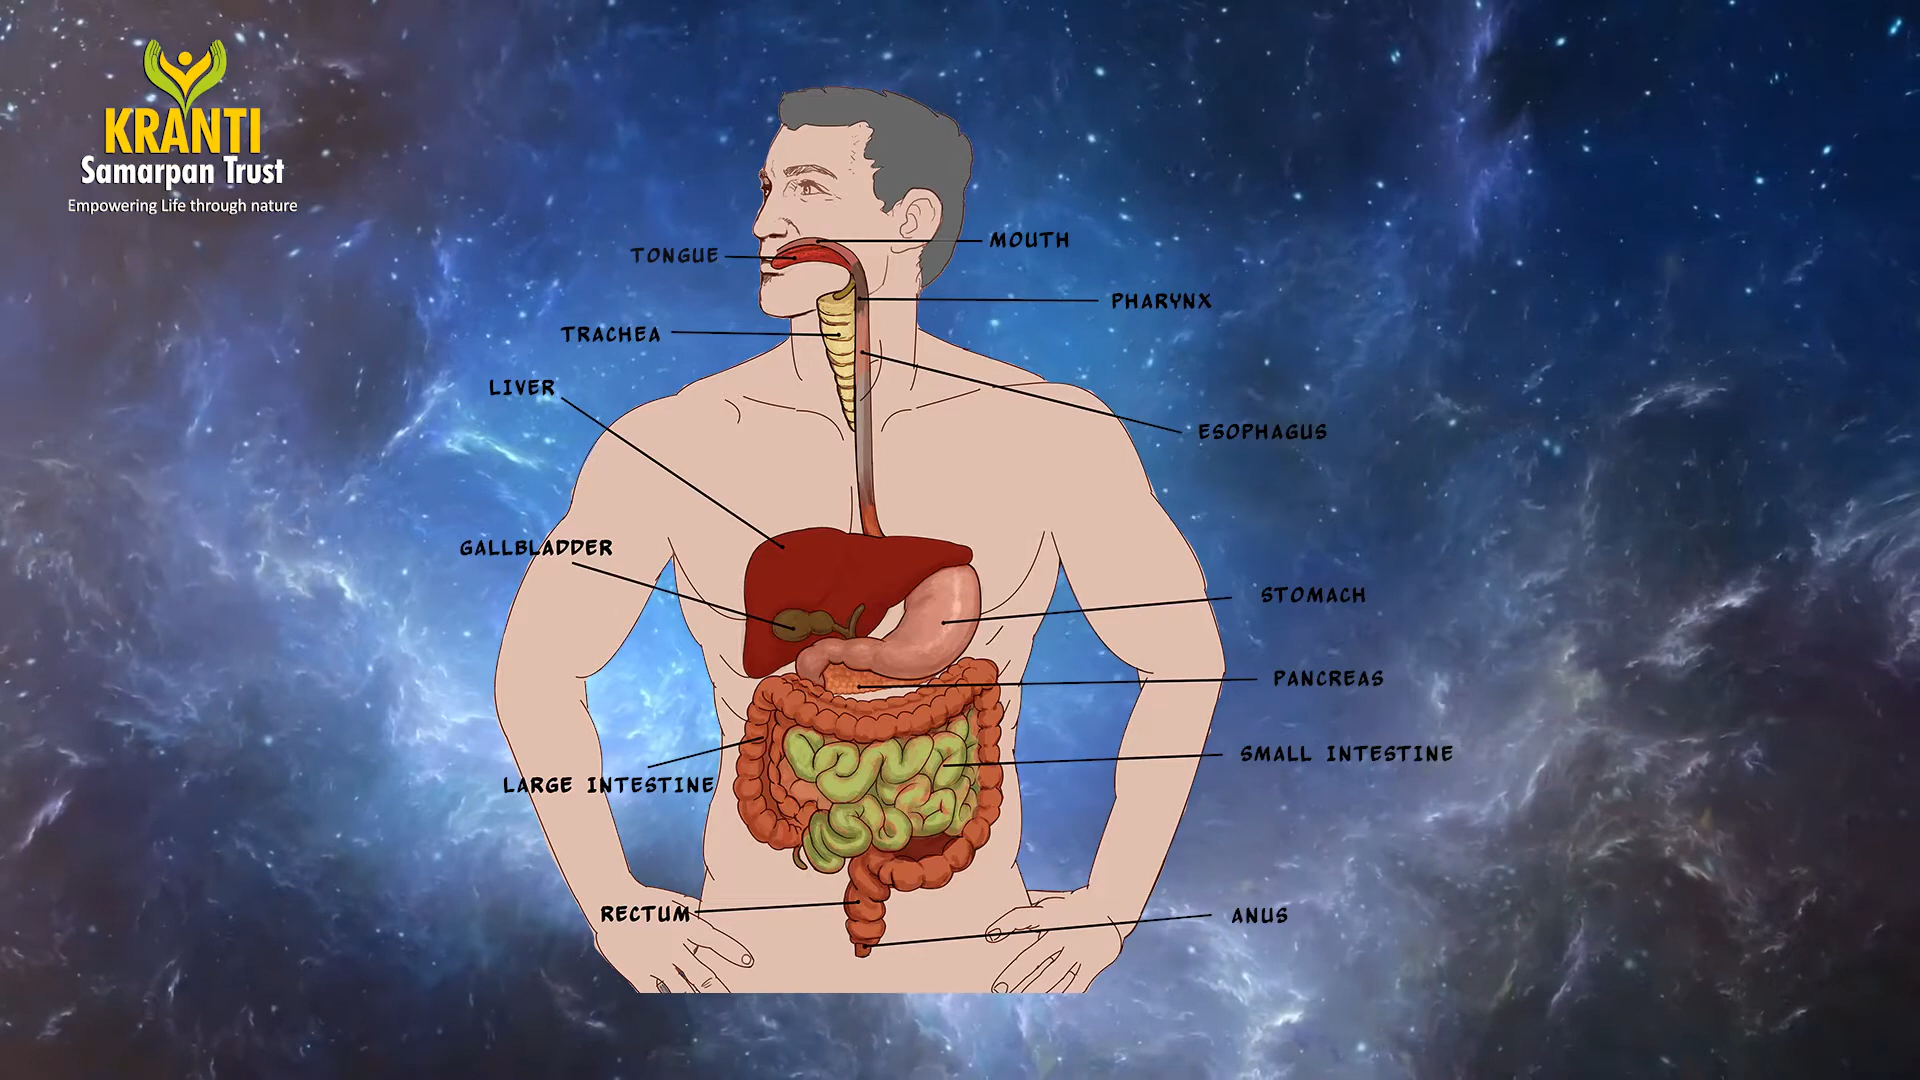 KRANTI
Samarpan Trust
Empowering Life through nature
MOUTH
TONGUE
PHARYNX
TRACHEA
LIVER
ESOPHAGUS
GALLBLADDER
STOMACH
PANCREAS
SMALL INTESTINE
LARGE INTESTINE
RECTUM
ANUS